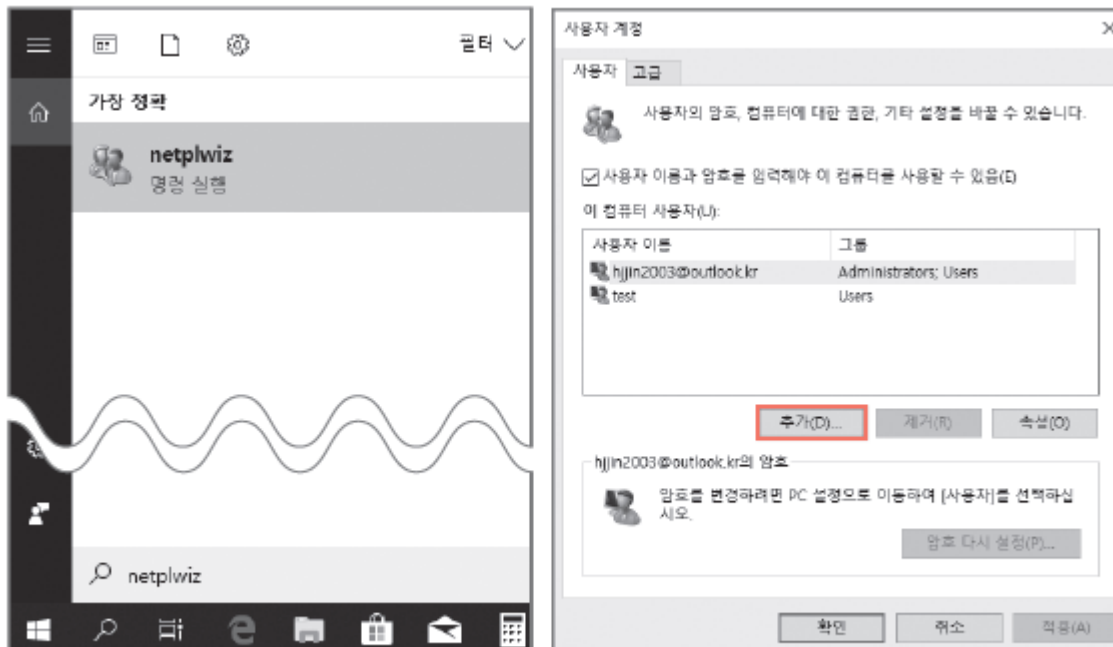 필터
가장 정확
netplwiz
명령 실행
netplwiz
사용자 계정
사용자
고급
사용자의 암호, 컴퓨터에 대한 권한, 기타 설정을 바꿀 수 있습니다.
사용자 이름과 암호를 입력해야 이 컴퓨터를 사용할 수 있음(E)
이 컴퓨터 사용자(U):
사용자 이름 그룹
hjjin2003@outlook.kr Administrators; Users
test Users
추가(D)... 제거(R) 속성(O)
hjjin2003@outlook.kr의 암호
암호를 변경하려면 PC 설정으로 이동하여 [사용자]를 선택하십
시오.
암호 다시 설정(P)...
확인 취소 적용(A)